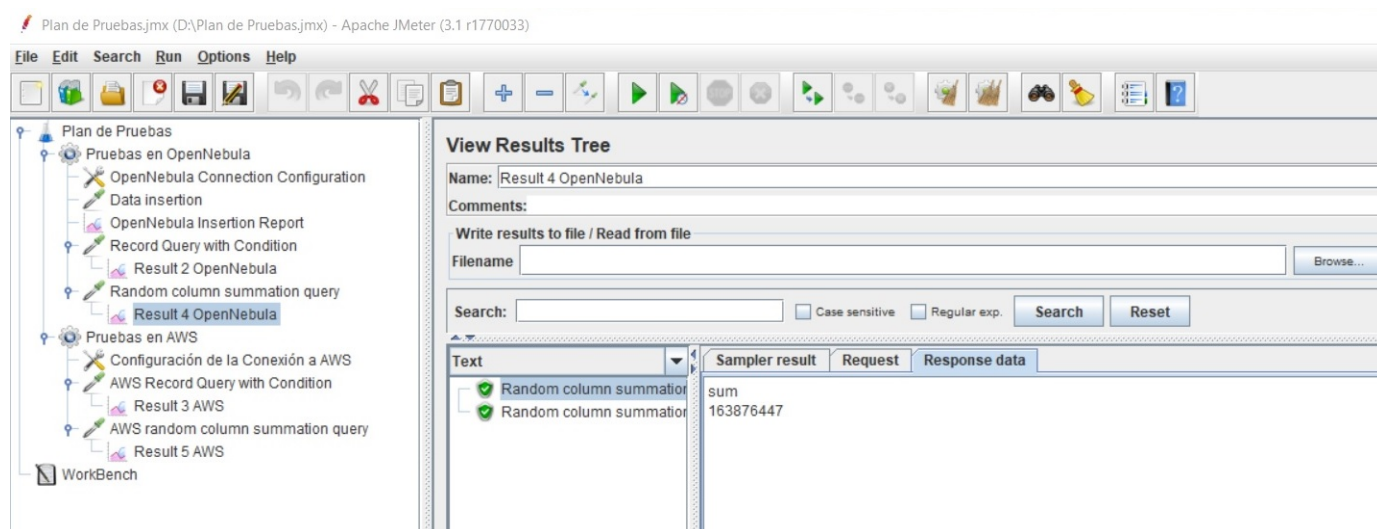 Plan de Pruebas.jmx (D:\Plan de Pruebas.jmx) - Apache JMeter (3.1 r1770033)
File Edit Search Run Options Help
Plan de Pruebas
Pruebas en OpenNebula
OpenNebula Connection Configuration
Data insertion
OpenNebula Insertion Report
Record Query with Condition
Result 2 OpenNebula
Random column summation query
Result 4 OpenNebula
Pruebas en AWS
Configuración de la Conexión a AWS
AWS Record Query with Condition
Result 3 AWS
AWS random column summation query
Result 5 AWS
WorkBench
View Results Tree
Name: Result 4 OpenNebula
Comments:
Write results to file / Read from file
Filename Browse...
Search: Case sensitive Regular exp. Search Reset
Text
Random column summation
Random column summation
Sampler result Request Response data
sum
163876447